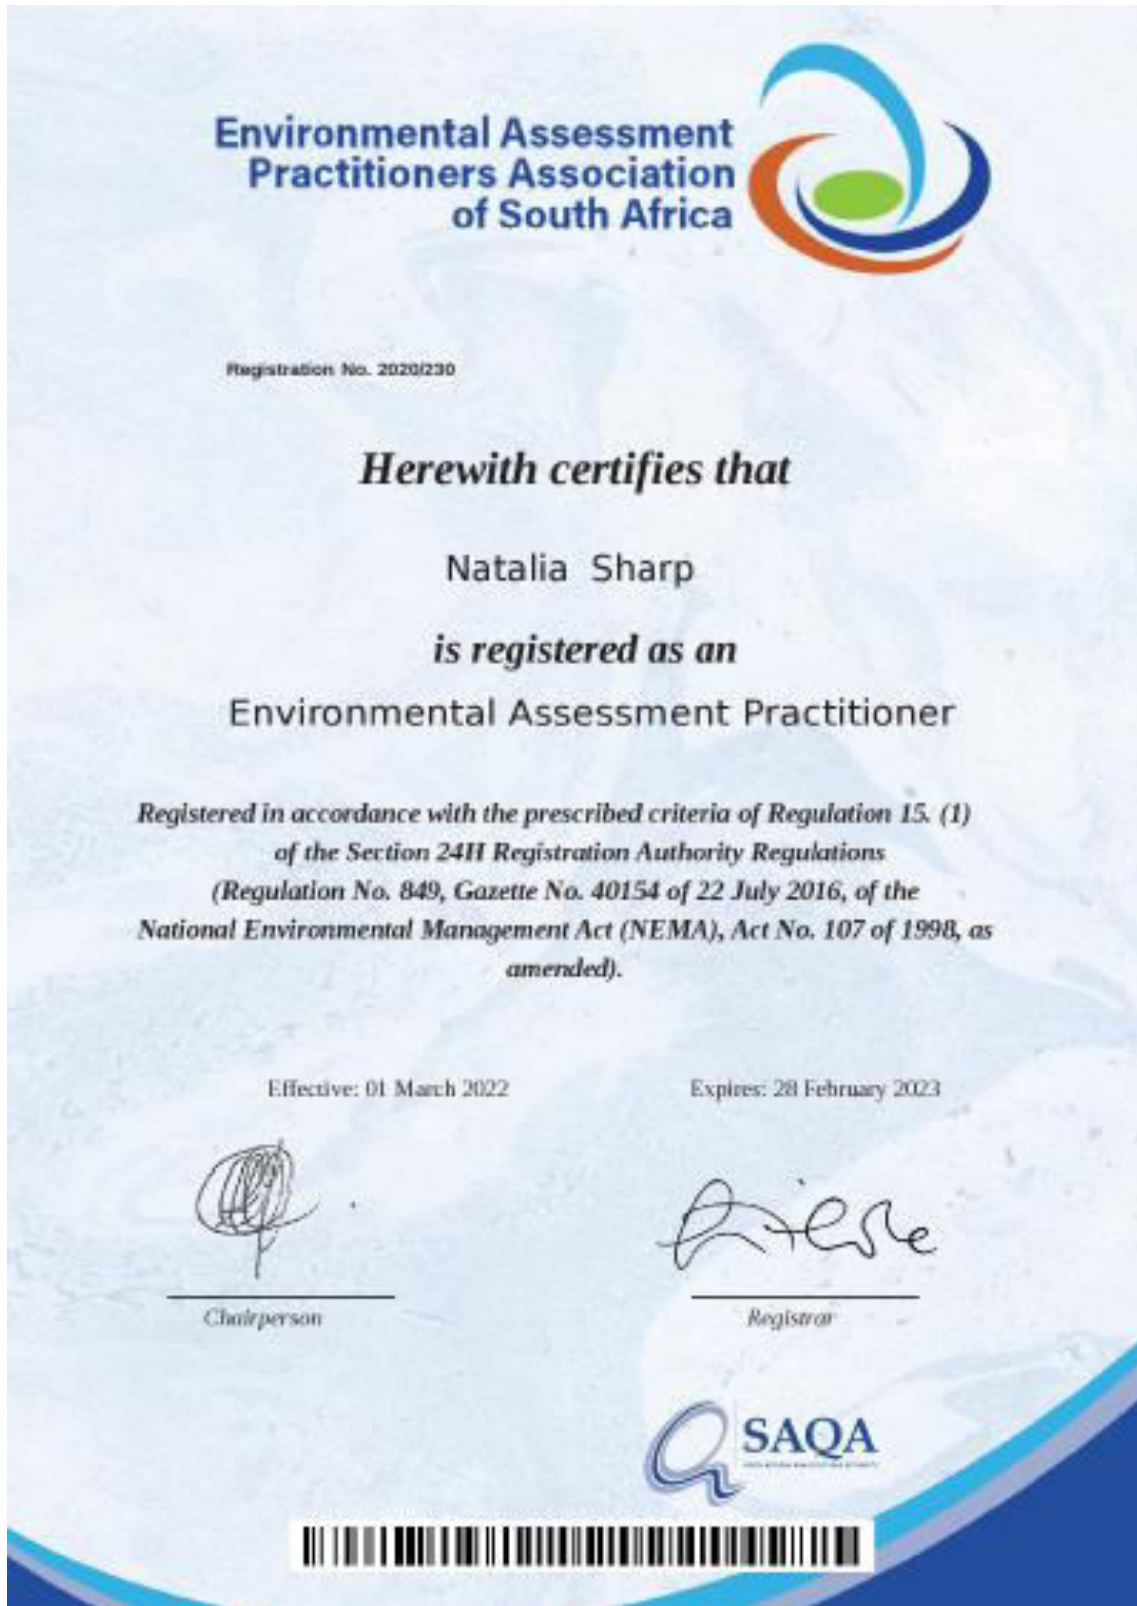 Environmental Assessment
Practitioners Association
of South Africa
Registration No. 2020/230
Herewith certifies that
Natalia Sharp
is registered as an
Environmental Assessment Practitioner
Registered in accordance with the prescribed criteria of Regulation 15. (1)
of the Section 24H Registration Authority Regulations
(Regulation No. 849, Gazette No. 40154 of 22 July 2016, of the
National Environmental Management Act (NEMA), Act No. 107 of 1998, as
amended).
Effective: 01 March 2022
Expires: 28 February 2023
Chairperson
Registrar
SAQA